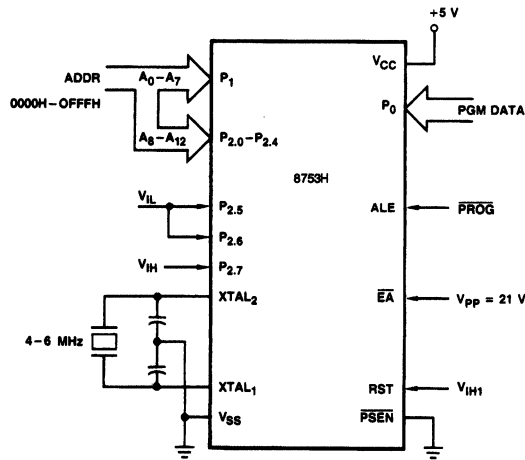 +5 V
VCC
ADDR
0000H-OFFFH
A0-A7
P1
P0
PGM DATA
A8-A12
P2.0-P2.4
8753H
VIL
P2.5
ALE
PROG
P2.6
VIH
P2.7
XTAL2
EA
VPP = 21 V
4-6 MHz
XTAL1
RST
VIH1
VSS
PSEN